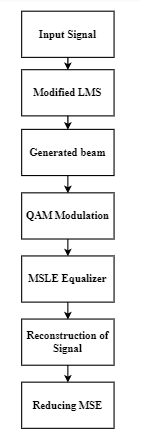 Input Signal
Modified LMS
Generated beam
QAM Modulation
MSLE Equalizer
Reconstruction of
Signal
Reducing MSE